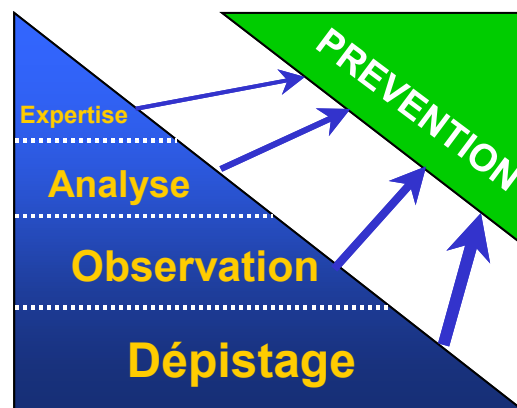 PREVENTION
Expertise
Analyse
Observation
Dépistage